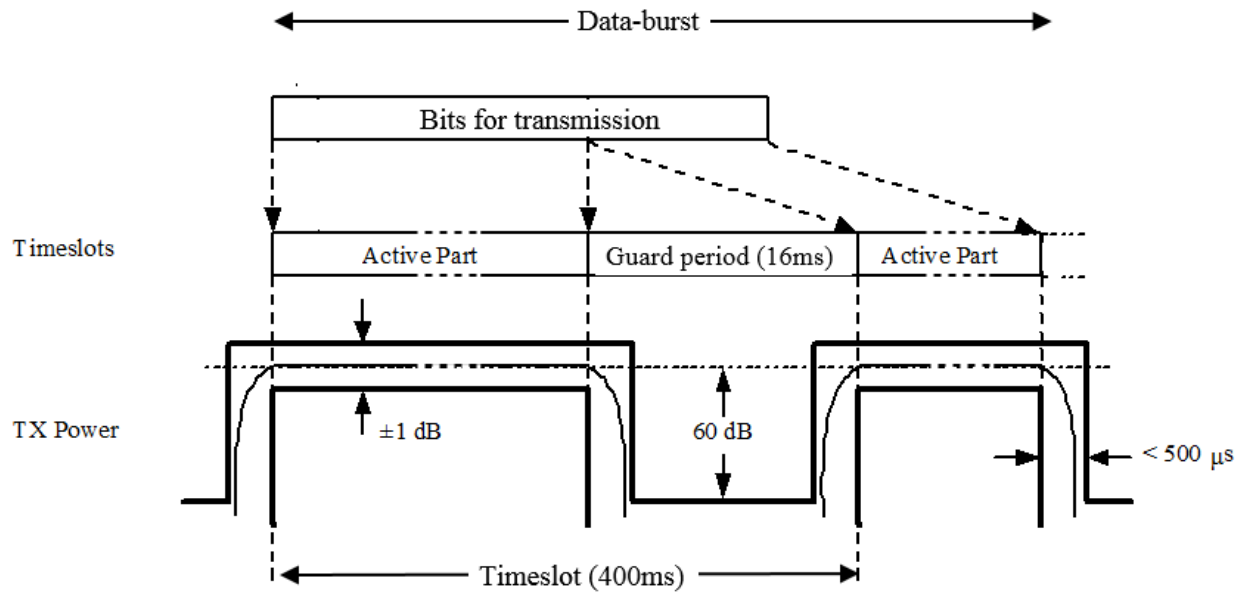 Data-burst
Bits for transmission
Timeslots
Active Part
Guard period (16ms)
Active Part
TX Power
±1 dB
60 dB
< 500 μs
Timeslot (400ms)